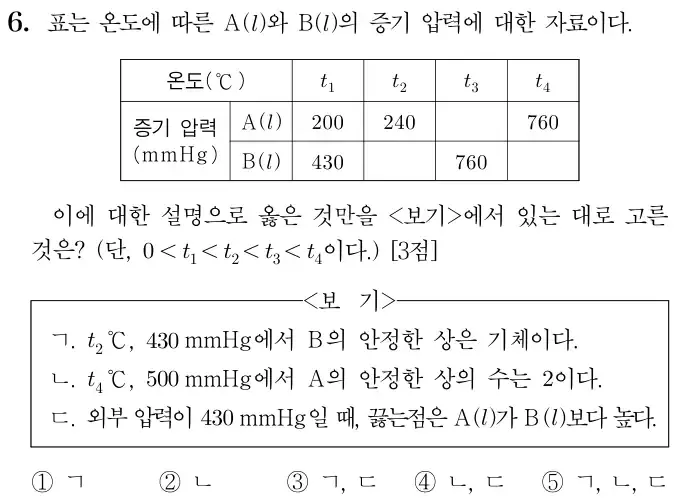 6. 표는 온도에 따른 A(l)와 B(l)의 증기 압력에 대한 자료이다.
온도(℃) t₁ t₂ t₃ t₄
증기 압력 (mmHg) A(l) 200 240 760
B(l) 430 760
이에 대한 설명으로 옳은 것만을 <보기>에서 있는 대로 고른
것은? (단, 0<t₁<t₂<t₃<t₄이다.) [3점]
<보 기>
ㄱ. t₂℃, 430 mmHg에서 B의 안정한 상은 기체이다.
ㄴ. t₄℃, 500 mmHg에서 A의 안정한 상의 수는 2이다.
ㄷ. 외부 압력이 430 mmHg일 때, 끓는점은 A(l)가 B(l)보다 높다.
① ㄱ ② ㄴ ③ ㄱ, ㄷ ④ ㄴ, ㄷ ⑤ ㄱ, ㄴ, ㄷ